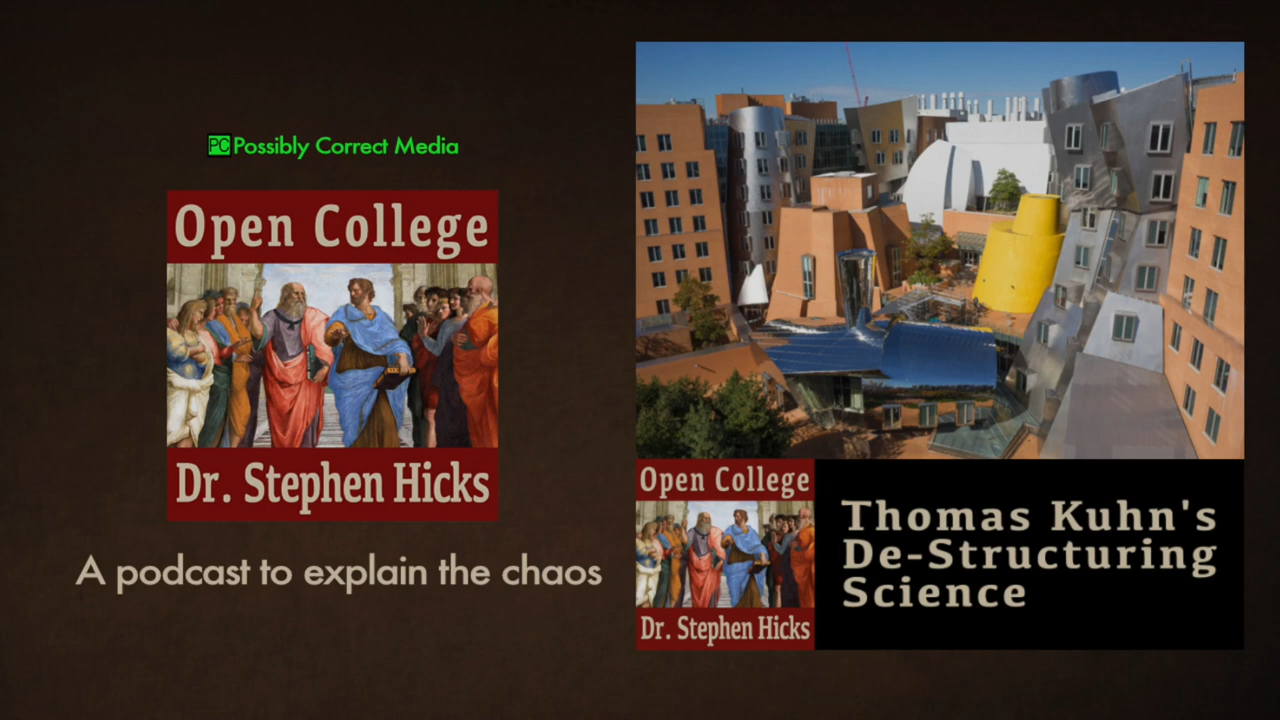 PC Possibly Correct Media
Open College
Dr. Stephen Hicks
A podcast to explain the chaos
Open College
Dr. Stephen Hicks
Thomas Kuhn's
De-Structuring
Science